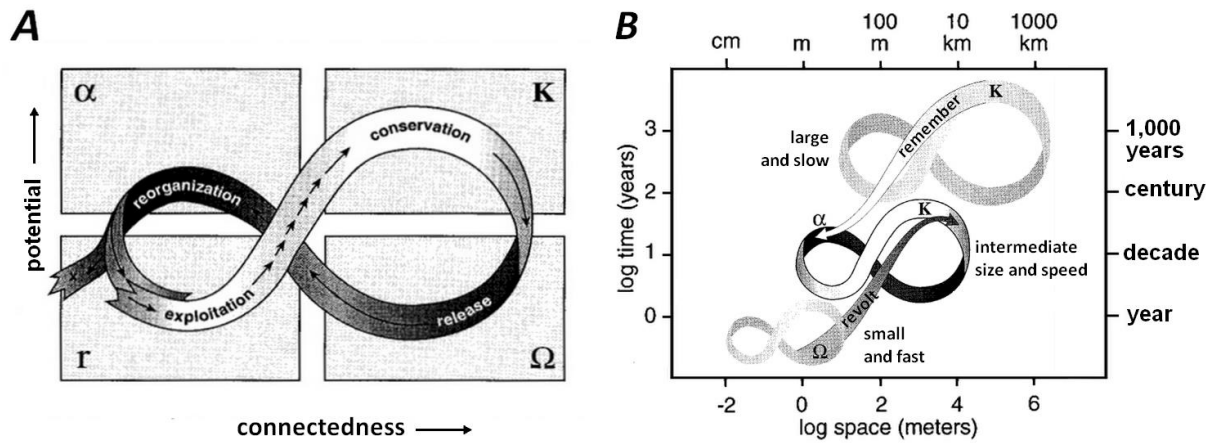 A
α
K
conservation
reorganization
potential
exploitation
release
r
Ω
connectedness
B
100
10
1000
cm
m
m
km
km
large
and slow
remember
K
3
1,000
years
2
century
log time (years)
α
K
1
intermediate
size and speed
decade
revolt
0
small
and fast
year
Ω
-2
0
2
4
6
log space (meters)